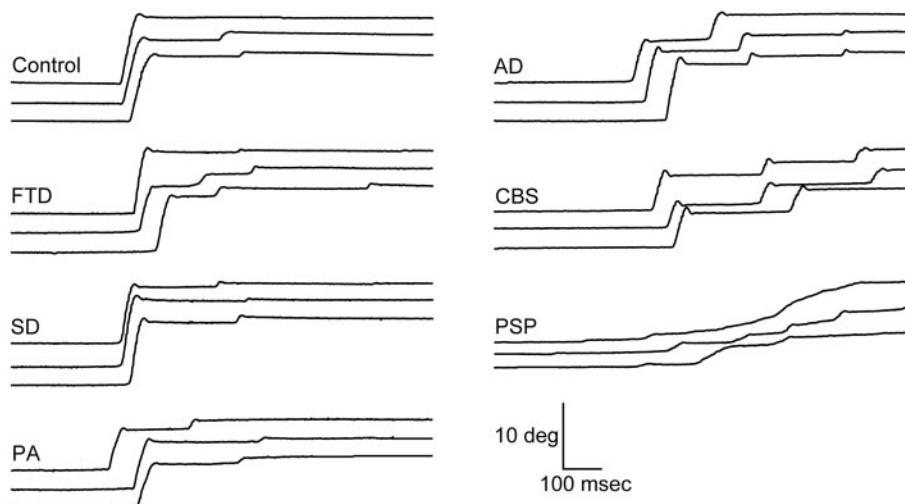 Control
FTD
SD
PA
AD
CBS
PSP
10 deg
100 msec